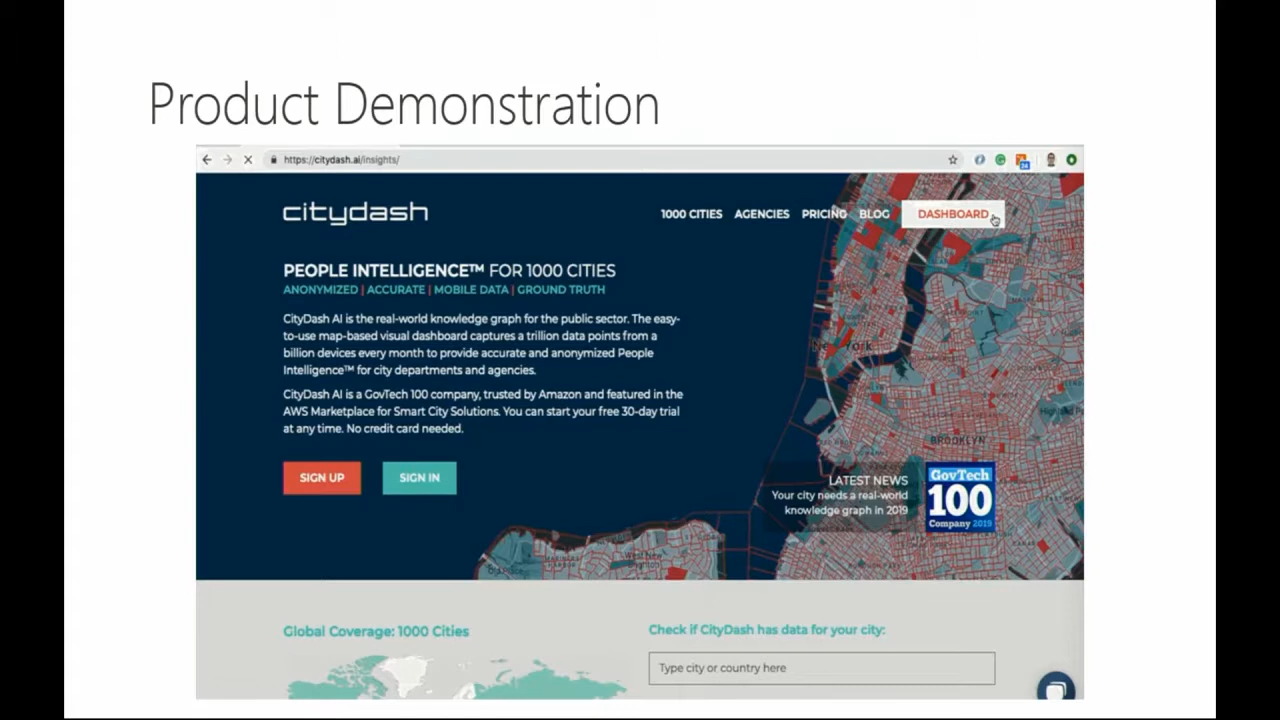 Product Demonstration
https://citydash.ai/insights/
citydash
1000 CITIES AGENCIES PRICING BLOG DASHBOARD
PEOPLE INTELLIGENCE™ FOR 1000 CITIES
ANONYMIZED | ACCURATE | MOBILE DATA | GROUND TRUTH
CityDash AI is the real-world knowledge graph for the public sector. The easy-
to-use map-based visual dashboard captures a trillion data points from a
billion devices every month to provide accurate and anonymized People
Intelligence™ for city departments and agencies.
CityDash AI is a GovTech 100 company, trusted by Amazon and featured in the
AWS Marketplace for Smart City Solutions. You can start your free 30-day trial
at any time. No credit card needed.
SIGN UP SIGN IN
New York
BROOKLYN
LATEST NEWS
Your city needs a real-world
knowledge graph in 2019
GovTech
100
Company 2019
Global Coverage: 1000 Cities
Check if CityDash has data for your city:
Type city or country here